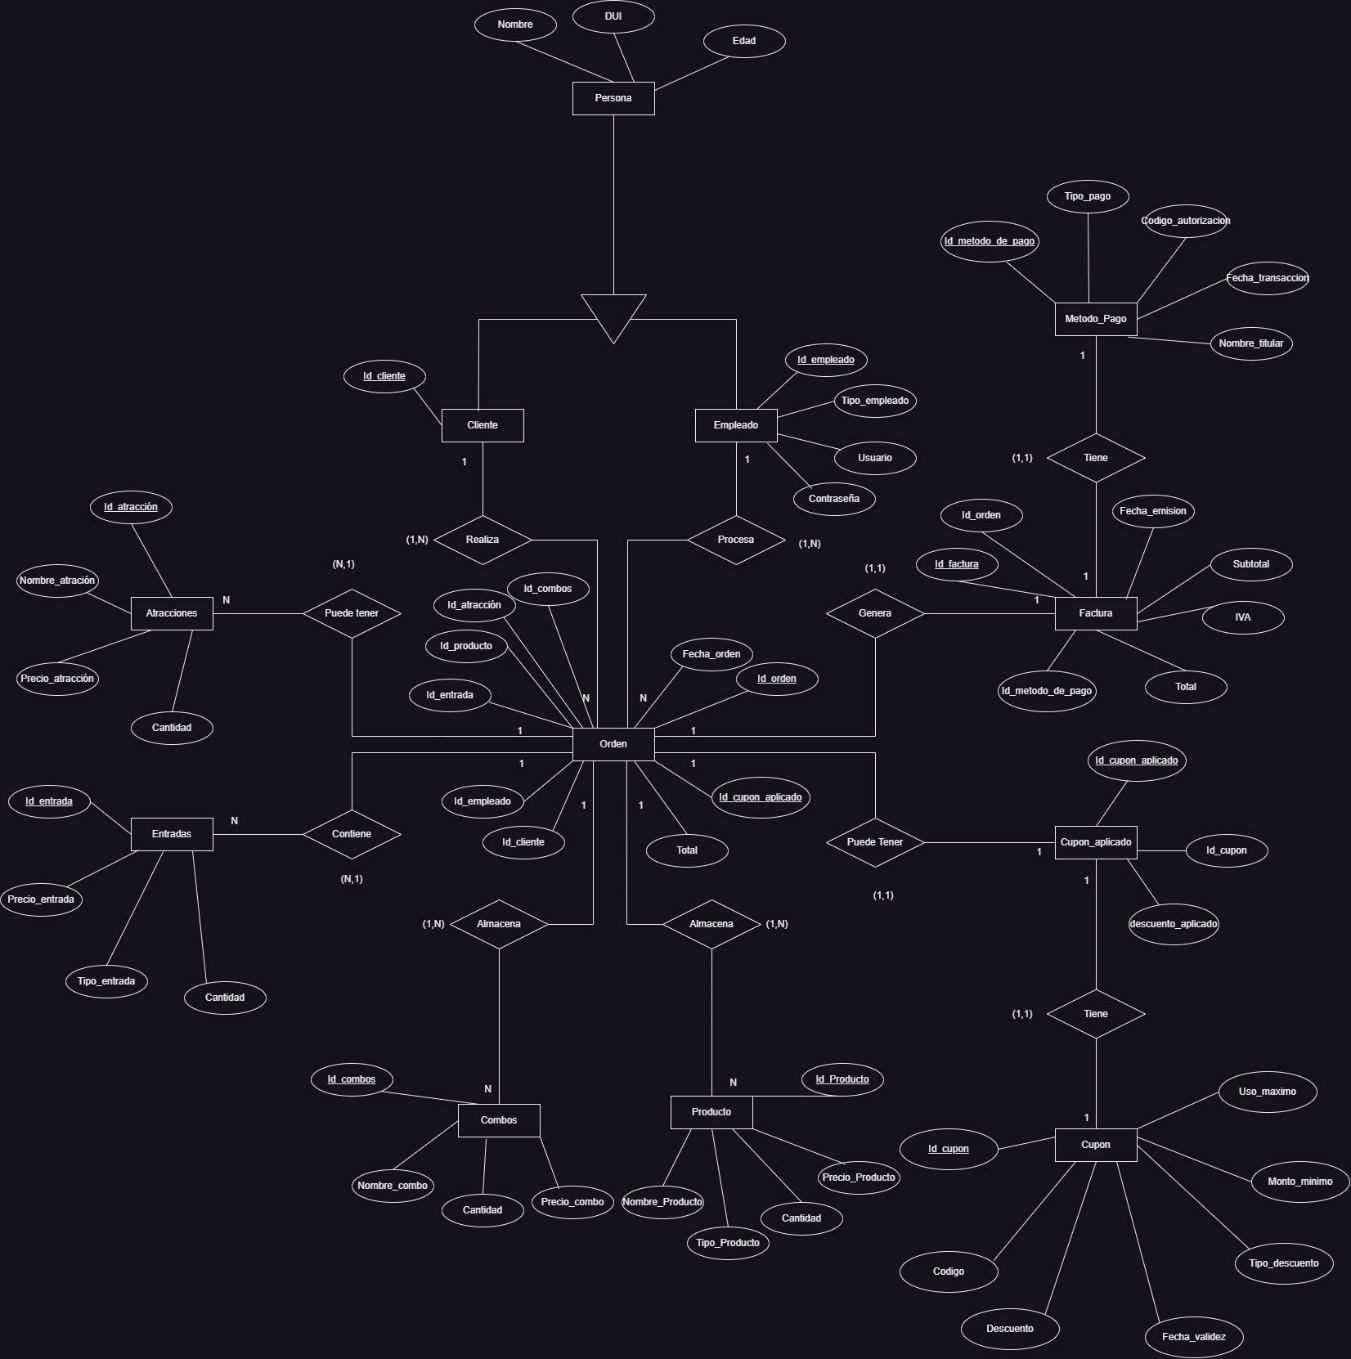 Nombre
DUI
Edad
Persona
Tipo_pago
Codigo_autorizacion
Id_metodo_de_pago
Fecha_transaccion
Metodo_Pago
Nombre_titular
1
Id_empleado
Id_cliente
Tipo_empleado
Cliente
Empleado
1
1
Usuario
(1,1)
Tiene
Contraseña
Id_atracción
Id_orden
Fecha_emision
(1,N)
Realiza
Procesa
(1,N)
(N,1)
(1,1)
Id_factura
Subtotal
1
Nombre_atración
Id_combos
N
Id_atracción
1
Atracciones
Puede tener
Genera
Factura
IVA
Id_producto
Fecha_orden
Precio_atracción
Id_orden
Id_metodo_de_pago
Total
Id_entrada
N
N
Cantidad
1
1
Orden
1
1
Id_cupon_aplicado
Id_entrada
Id_empleado
1
1
Id_cupon_aplicado
N
Entradas
Contiene
Id_cliente
Total
Puede Tener
1
Cupon_aplicado
Id_cupon
(N,1)
1
Precio_entrada
(1,1)
(1,N)
Almacena
Almacena
(1,N)
descuento_aplicado
Tipo_entrada
Cantidad
(1,1)
Tiene
Id_combos
N
N
Id_Producto
Uso_maximo
Combos
Producto
1
Id_cupon
Cupon
Nombre_combo
Precio_Producto
Monto_minimo
Cantidad
Precio_combo
Nombre_Producto
Cantidad
Tipo_Producto
Codigo
Tipo_descuento
Descuento
Fecha_validez